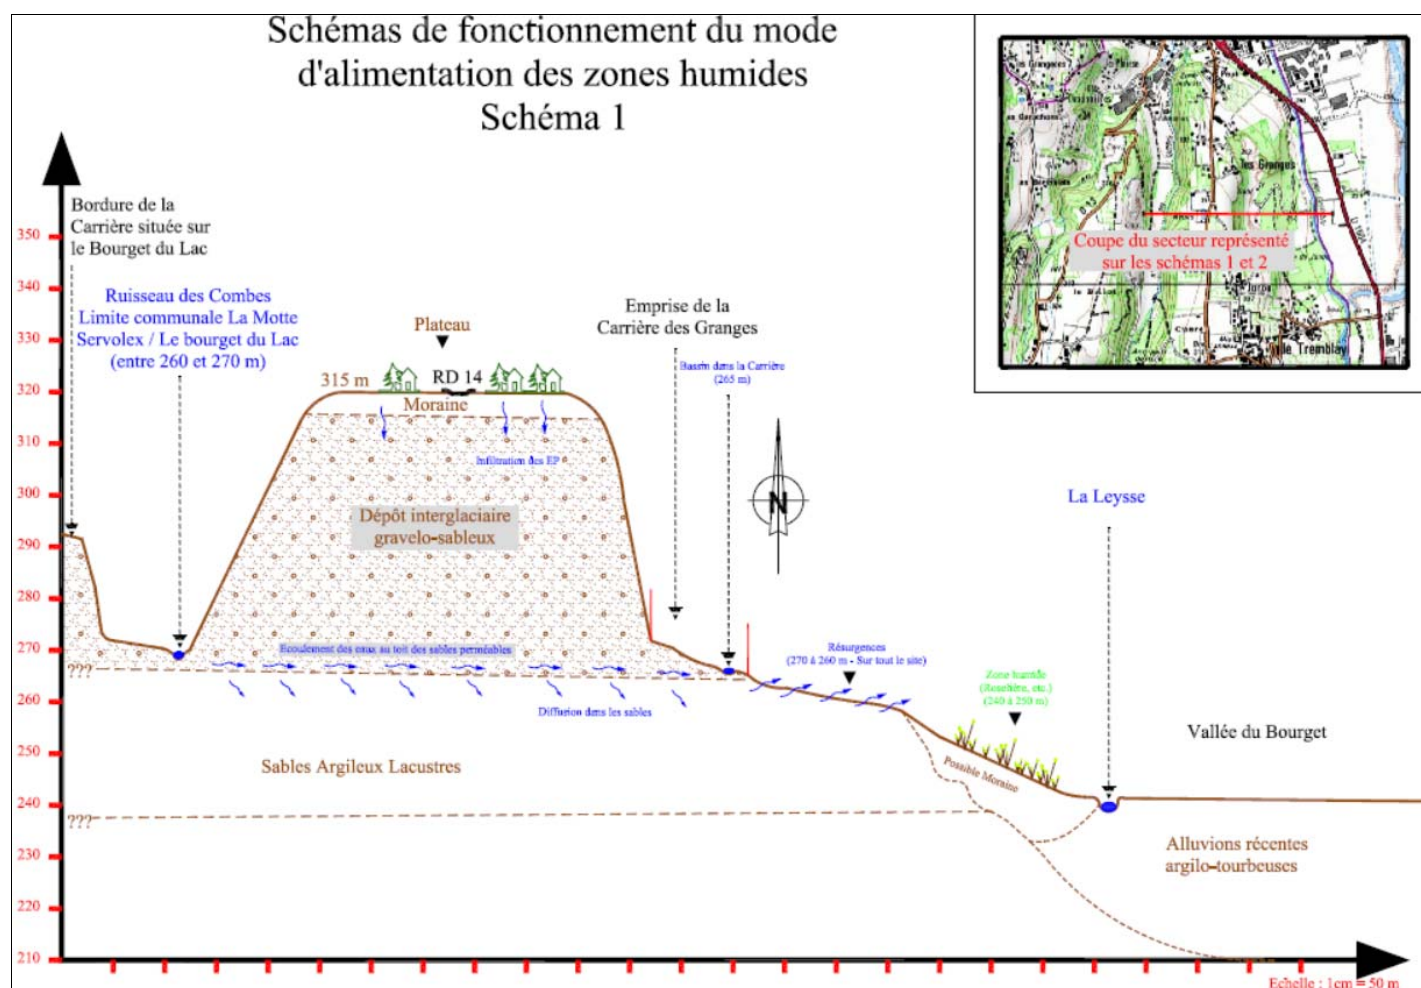 Schémas de fonctionnement du mode
d'alimentation des zones humides
Schéma 1
Bordure de la
Carrière située sur
le Bourget du Lac
Ruisseau des Combes
Limite communale La Motte
Servolex / Le bourget du Lac
(entre 260 et 270 m)
Plateau
315 m
RD 14
Moraine
Infiltration des EP
Dépôt interglaciaire
gravelo-sableux
Ecoulement des eaux au toit des sables perméables
Diffusion dans les sables
Emprise de la
Carrière des Granges
Bassin dans la Carrière
(265 m)
N
Résurgences
(270 à 260 m - Sur tout le site)
Zone humide
(Roselière, etc.)
(240 à 250 m)
La Leysse
Vallée du Bourget
Possible Moraine
Sables Argileux Lacustres
Alluvions récentes
argilo-tourbeuses
???
???
350
340
330
320
310
300
290
280
270
260
250
240
230
220
210
Echelle : 1cm = 50 m
les Granges
Coupe du secteur représenté
sur les schémas 1 et 2
Tremblay